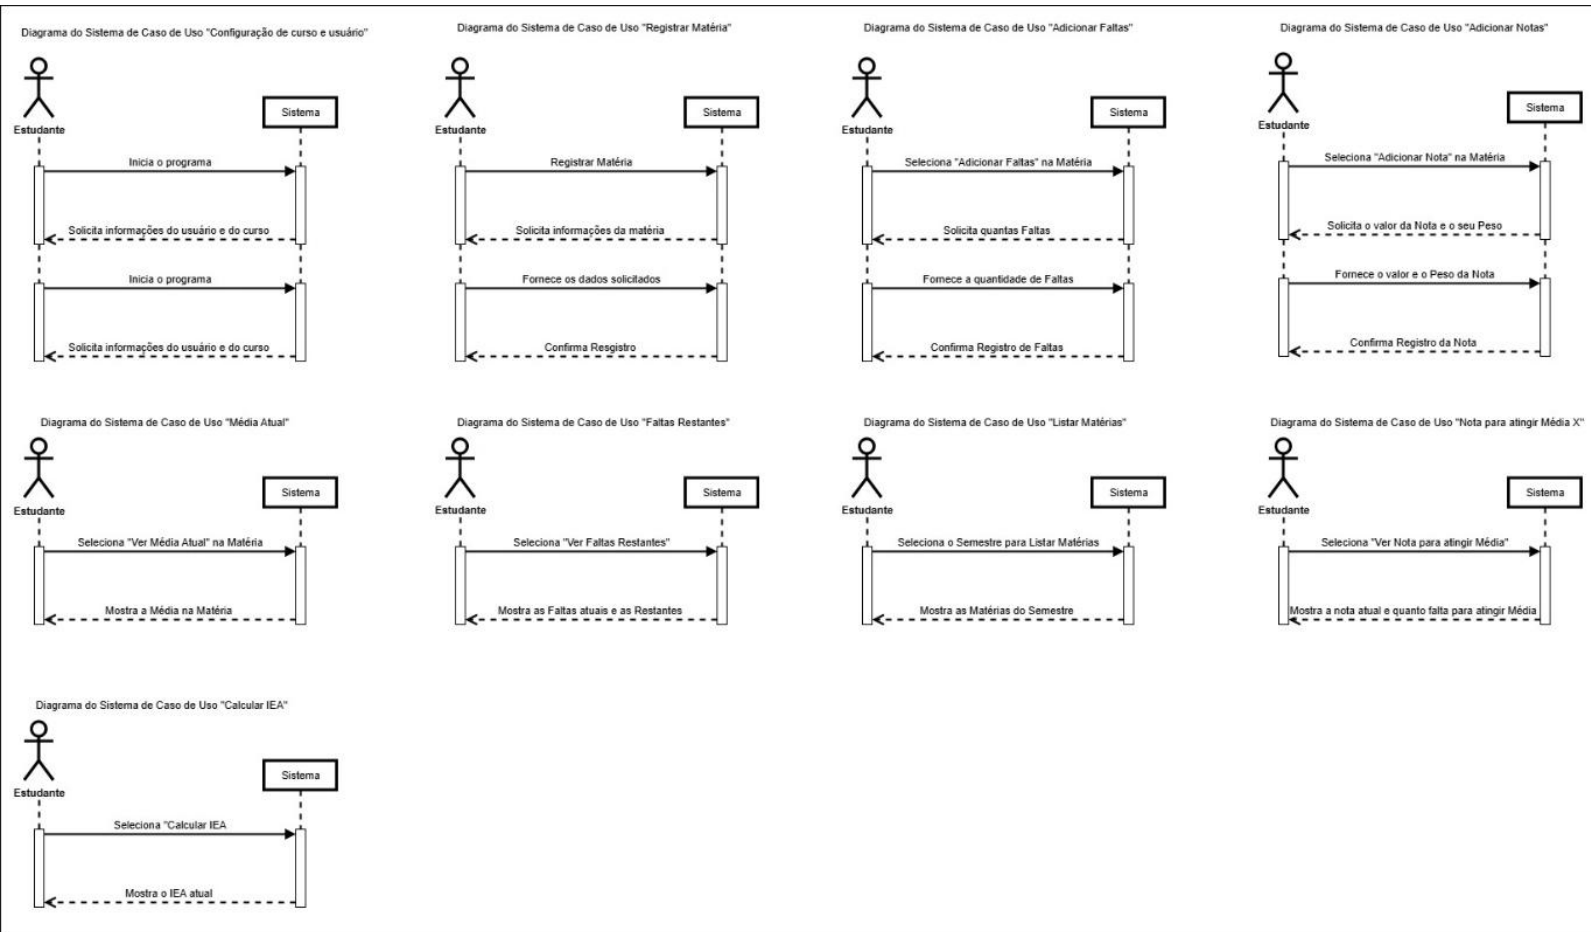 Diagrama do Sistema de Caso de Uso "Configuração de curso e usuário"
Estudante
Sistema
Inicia o programa
Solicita informações do usuário e do curso
Inicia o programa
Solicita informações do usuário e do curso
Diagrama do Sistema de Caso de Uso "Registrar Matéria"
Estudante
Sistema
Registrar Matéria
Solicita informações da matéria
Fornece os dados solicitados
Confirma Resgistro
Diagrama do Sistema de Caso de Uso "Adicionar Faltas"
Estudante
Sistema
Seleciona "Adicionar Faltas" na Matéria
Solicita quantas Faltas
Fornece a quantidade de Faltas
Confirma Registro de Faltas
Diagrama do Sistema de Caso de Uso "Adicionar Notas"
Estudante
Sistema
Seleciona "Adicionar Nota" na Matéria
Solicita o valor da Nota e o seu Peso
Fornece o valor e o Peso da Nota
Confirma Registro da Nota
Diagrama do Sistema de Caso de Uso "Média Atual"
Estudante
Sistema
Seleciona "Ver Média Atual" na Matéria
Mostra a Média na Matéria
Diagrama do Sistema de Caso de Uso "Faltas Restantes"
Estudante
Sistema
Seleciona "Ver Faltas Restantes"
Mostra as Faltas atuais e as Restantes
Diagrama do Sistema de Caso de Uso "Listar Matérias"
Estudante
Sistema
Seleciona o Semestre para Listar Matérias
Mostra as Matérias do Semestre
Diagrama do Sistema de Caso de Uso "Nota para atingir Média X"
Estudante
Sistema
Seleciona "Ver Nota para atingir Média"
Mostra a nota atual e quanto falta para atingir Média
Diagrama do Sistema de Caso de Uso "Calcular IEA"
Estudante
Sistema
Seleciona "Calcular IEA
Mostra o IEA atual